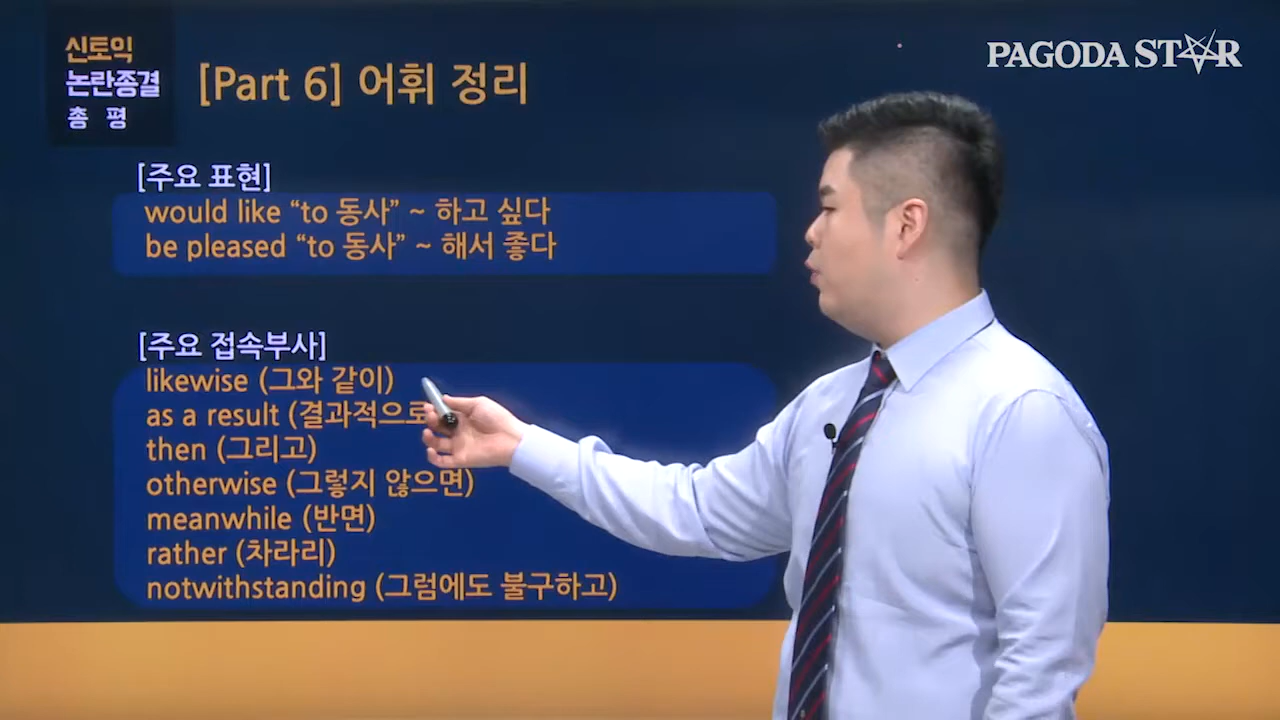 신토익
논란종결
총 평
[Part 6] 어휘 정리
PAGODA STAR
[주요 표현]
would like “to 동사” ~ 하고 싶다
be pleased “to 동사” ~ 해서 좋다
[주요 접속부사]
likewise (그와 같이)
as a result (결과적으로
then (그리고)
otherwise (그렇지 않으면)
meanwhile (반면)
rather (차라리)
notwithstanding (그럼에도 불구하고)